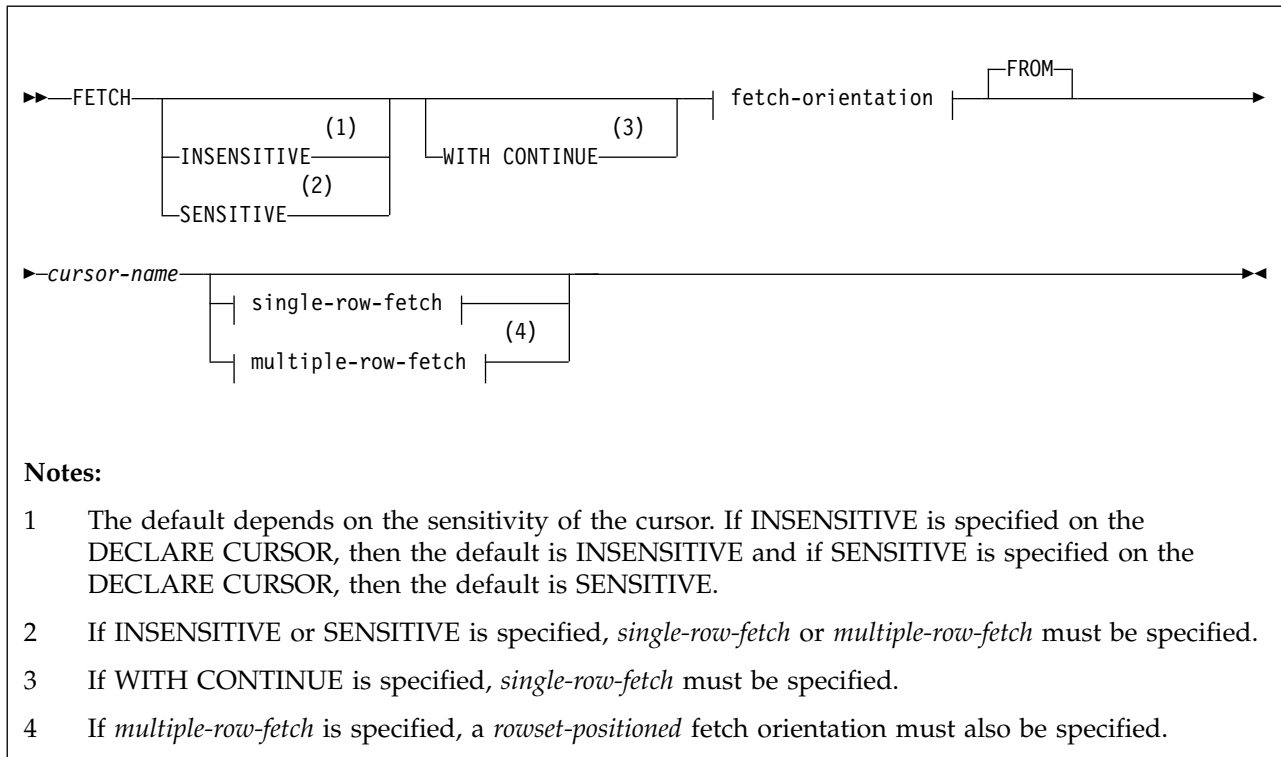 FROM
FETCH fetch-orientation
(1) (3)
INSENSITIVE WITH CONTINUE
(2)
SENSITIVE
cursor-name
single-row-fetch
(4)
multiple-row-fetch
Notes:
1 The default depends on the sensitivity of the cursor. If INSENSITIVE is specified on the
DECLARE CURSOR, then the default is INSENSITIVE and if SENSITIVE is specified on the
DECLARE CURSOR, then the default is SENSITIVE.
2 If INSENSITIVE or SENSITIVE is specified, single-row-fetch or multiple-row-fetch must be specified.
3 If WITH CONTINUE is specified, single-row-fetch must be specified.
4 If multiple-row-fetch is specified, a rowset-positioned fetch orientation must also be specified.